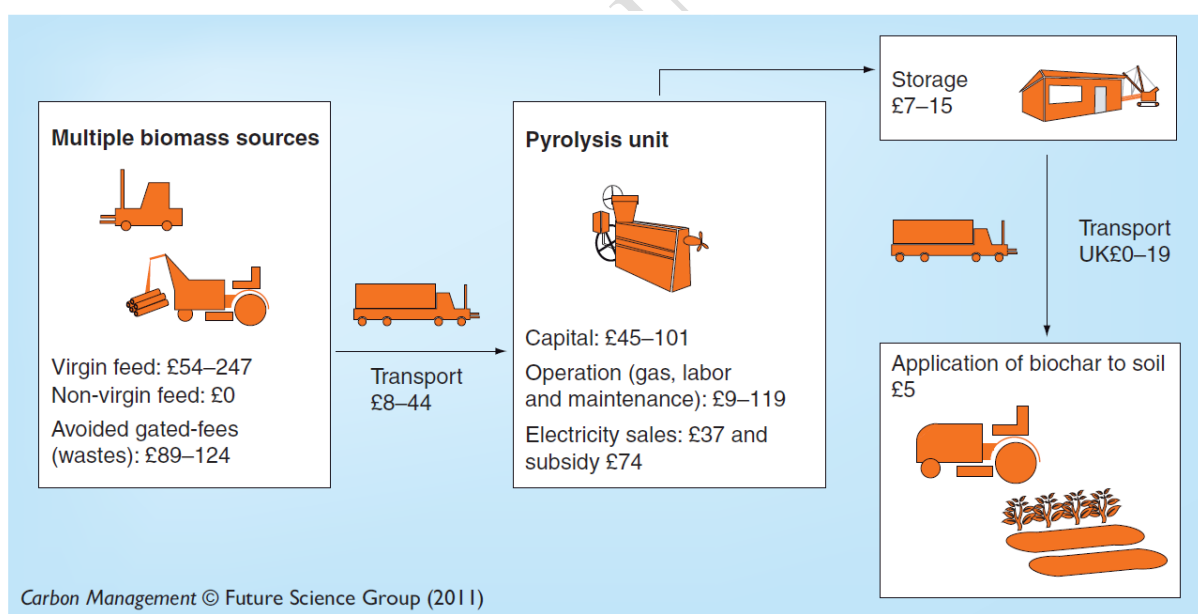 Multiple biomass sources
Virgin feed: £54–247
Non-virgin feed: £0
Avoided gated-fees
(wastes): £89–124
Transport
£8–44
Pyrolysis unit
Capital: £45–101
Operation (gas, labor
and maintenance): £9–119
Electricity sales: £37 and
subsidy £74
Storage
£7–15
Transport
UK£0–19
Application of biochar to soil
£5
Carbon Management © Future Science Group (2011)